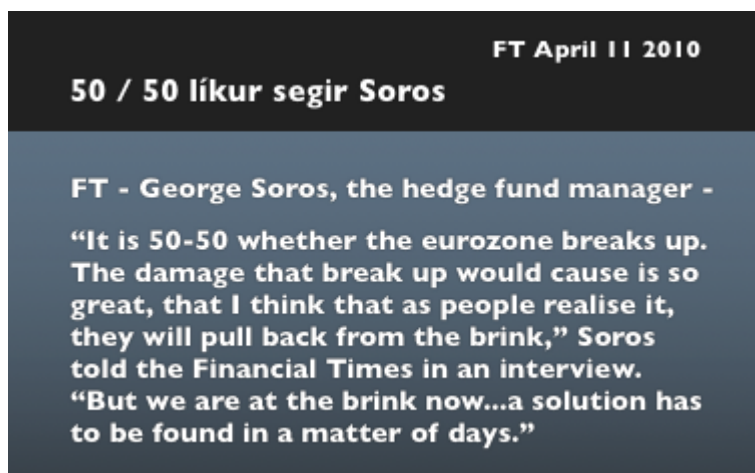 FT April 11 2010
50 / 50 líkur segir Soros
FT - George Soros, the hedge fund manager -
“It is 50-50 whether the eurozone breaks up.
The damage that break up would cause is so
great, that I think that as people realise it,
they will pull back from the brink,” Soros
told the Financial Times in an interview.
“But we are at the brink now...a solution has
to be found in a matter of days.”